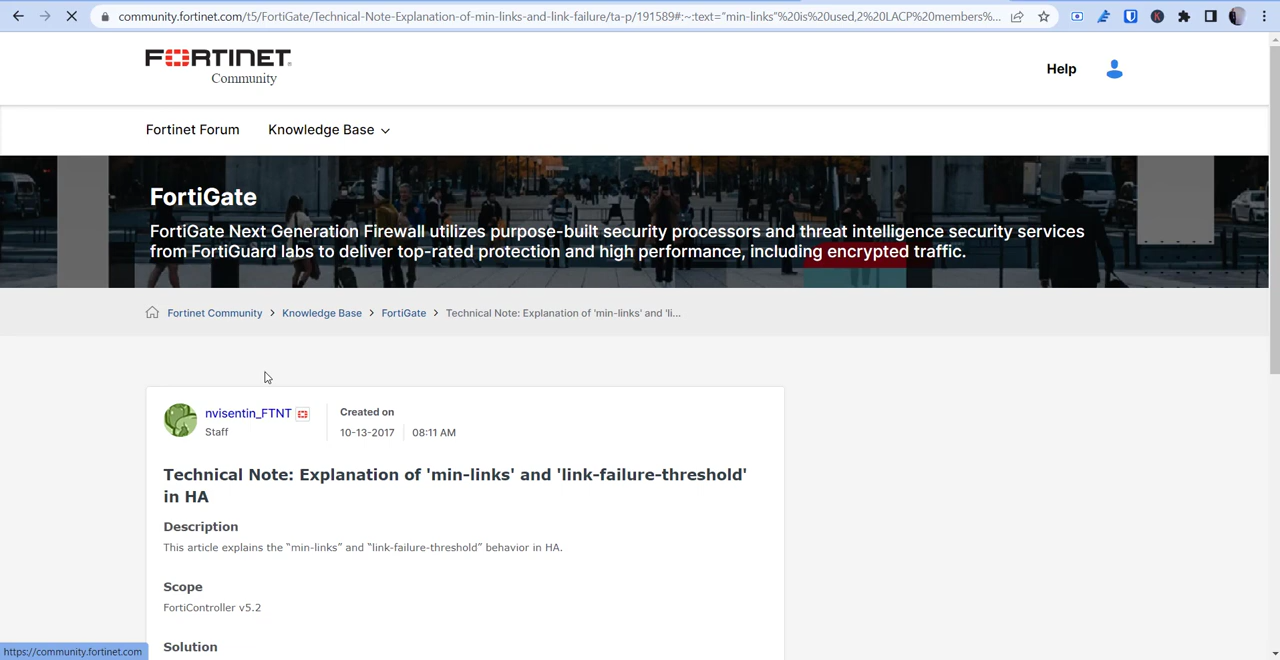 community.fortinet.com/t5/FortiGate/Technical-Note-Explanation-of-min-links-and-link-failure/ta-p/191589#:~:text="min-links"%20is%20used,2%20LACP%20members%...
FORTINET
Community
Help
Fortinet Forum
Knowledge Base
FortiGate
FortiGate Next Generation Firewall utilizes purpose-built security processors and threat intelligence security services
from FortiGuard labs to deliver top-rated protection and high performance, including encrypted traffic.
Fortinet Community > Knowledge Base > FortiGate > Technical Note: Explanation of 'min-links' and 'li...
nvisentin_FTNT
Staff
Created on
10-13-2017
08:11 AM
Technical Note: Explanation of 'min-links' and 'link-failure-threshold'
in HA
Description
This article explains the “min-links” and “link-failure-threshold” behavior in HA.
Scope
FortiController v5.2
Solution
https://community.fortinet.com